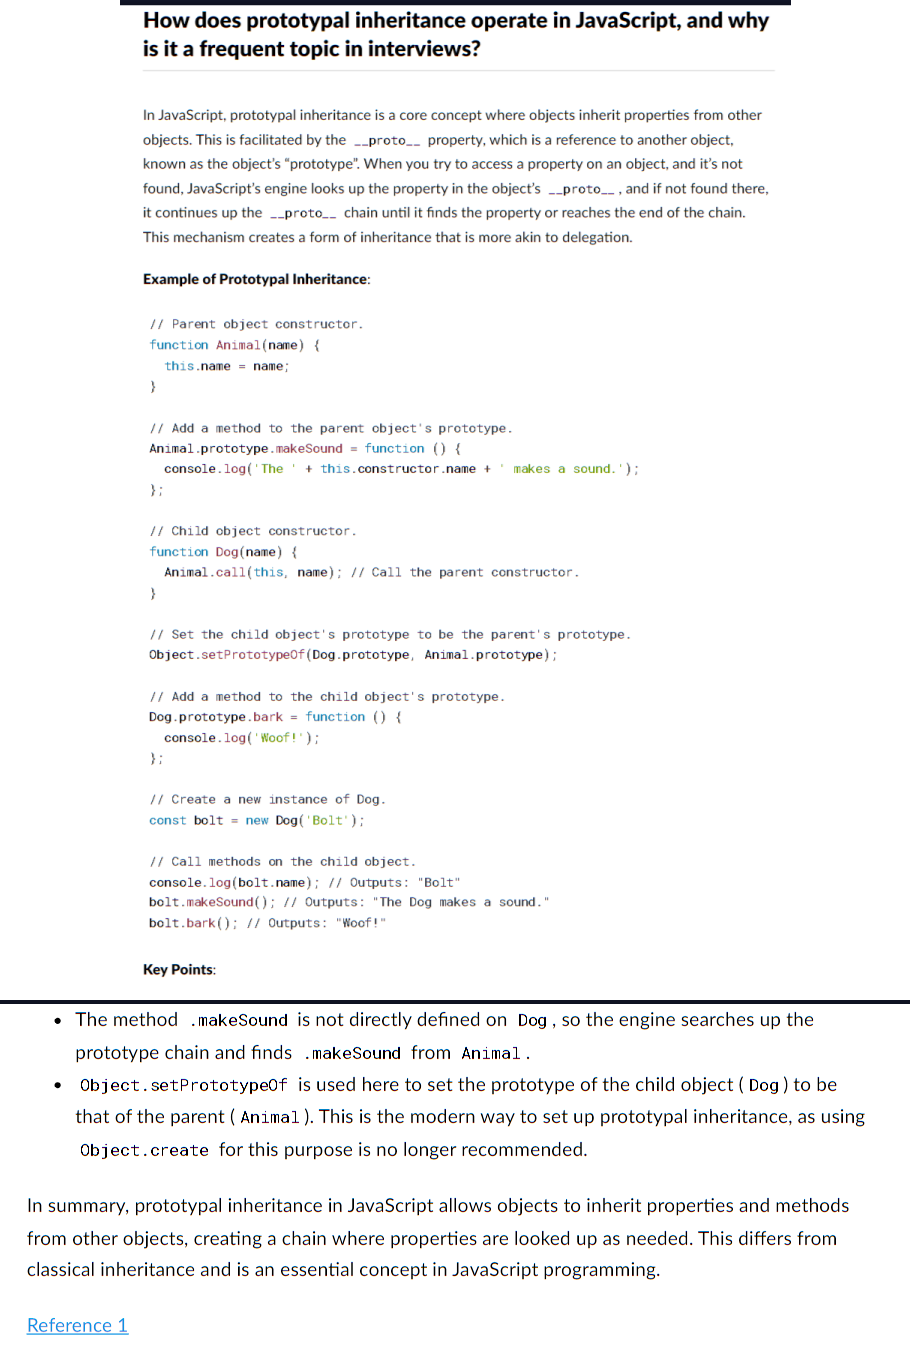 How does prototypal inheritance operate in JavaScript, and why
is it a frequent topic in interviews?
In JavaScript, prototypal inheritance is a core concept where objects inherit properties from other
objects. This is facilitated by the __proto__ property, which is a reference to another object,
known as the object’s “prototype”. When you try to access a property on an object, and it’s not
found, JavaScript’s engine looks up the property in the object’s __proto__ , and if not found there,
it continues up the __proto__ chain until it finds the property or reaches the end of the chain.
This mechanism creates a form of inheritance that is more akin to delegation.
Example of Prototypal Inheritance:
// Parent object constructor.
function Animal(name) {
  this.name = name;
}
// Add a method to the parent object's prototype.
Animal.prototype.makeSound = function () {
  console.log('The ' + this.constructor.name + ' makes a sound.');
};
// Child object constructor.
function Dog(name) {
  Animal.call(this, name); // Call the parent constructor.
}
// Set the child object's prototype to be the parent's prototype.
Object.setPrototypeOf(Dog.prototype, Animal.prototype);
// Add a method to the child object's prototype.
Dog.prototype.bark = function () {
  console.log('Woof!');
};
// Create a new instance of Dog.
const bolt = new Dog('Bolt');
// Call methods on the child object.
console.log(bolt.name); // Outputs: "Bolt"
bolt.makeSound(); // Outputs: "The Dog makes a sound."
bolt.bark(); // Outputs: "Woof!"
Key Points:
• The method .makeSound is not directly defined on Dog , so the engine searches up the
prototype chain and finds .makeSound from Animal .
• Object.setPrototypeOf is used here to set the prototype of the child object ( Dog ) to be
that of the parent ( Animal ). This is the modern way to set up prototypal inheritance, as using
Object.create for this purpose is no longer recommended.
In summary, prototypal inheritance in JavaScript allows objects to inherit properties and methods
from other objects, creating a chain where properties are looked up as needed. This differs from
classical inheritance and is an essential concept in JavaScript programming.
Reference 1